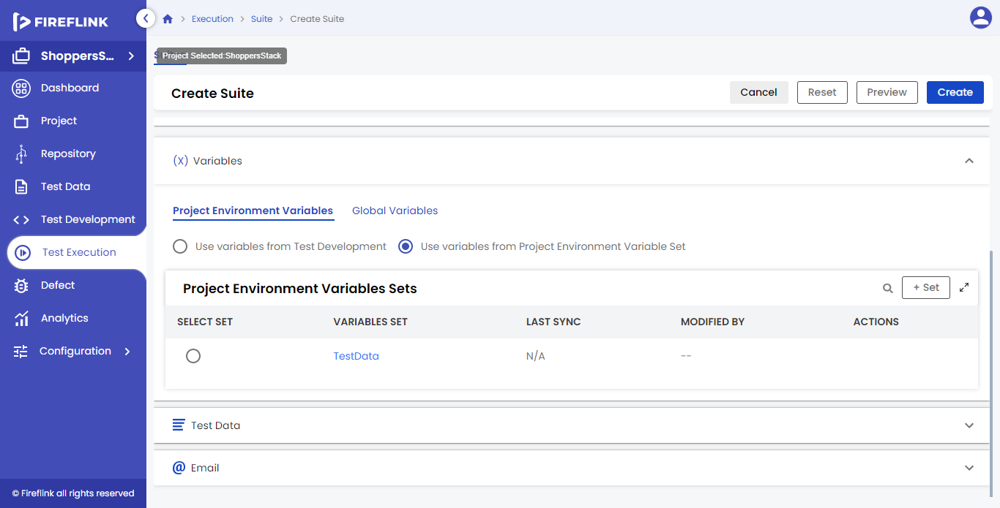 FIREFLINK
Execution
Suite
Create Suite
ShoppersS...
Project Selected:ShoppersStack
Dashboard
Project
Repository
Test Data
Test Development
Test Execution
Defect
Analytics
Configuration
© Fireflink all rights reserved
Create Suite
Cancel
Reset
Preview
Create
(X) Variables
Project Environment Variables
Global Variables
Use variables from Test Development
Use variables from Project Environment Variable Set
Project Environment Variables Sets
+ Set
SELECT SET
VARIABLES SET
LAST SYNC
MODIFIED BY
ACTIONS
TestData
N/A
--
Test Data
@ Email